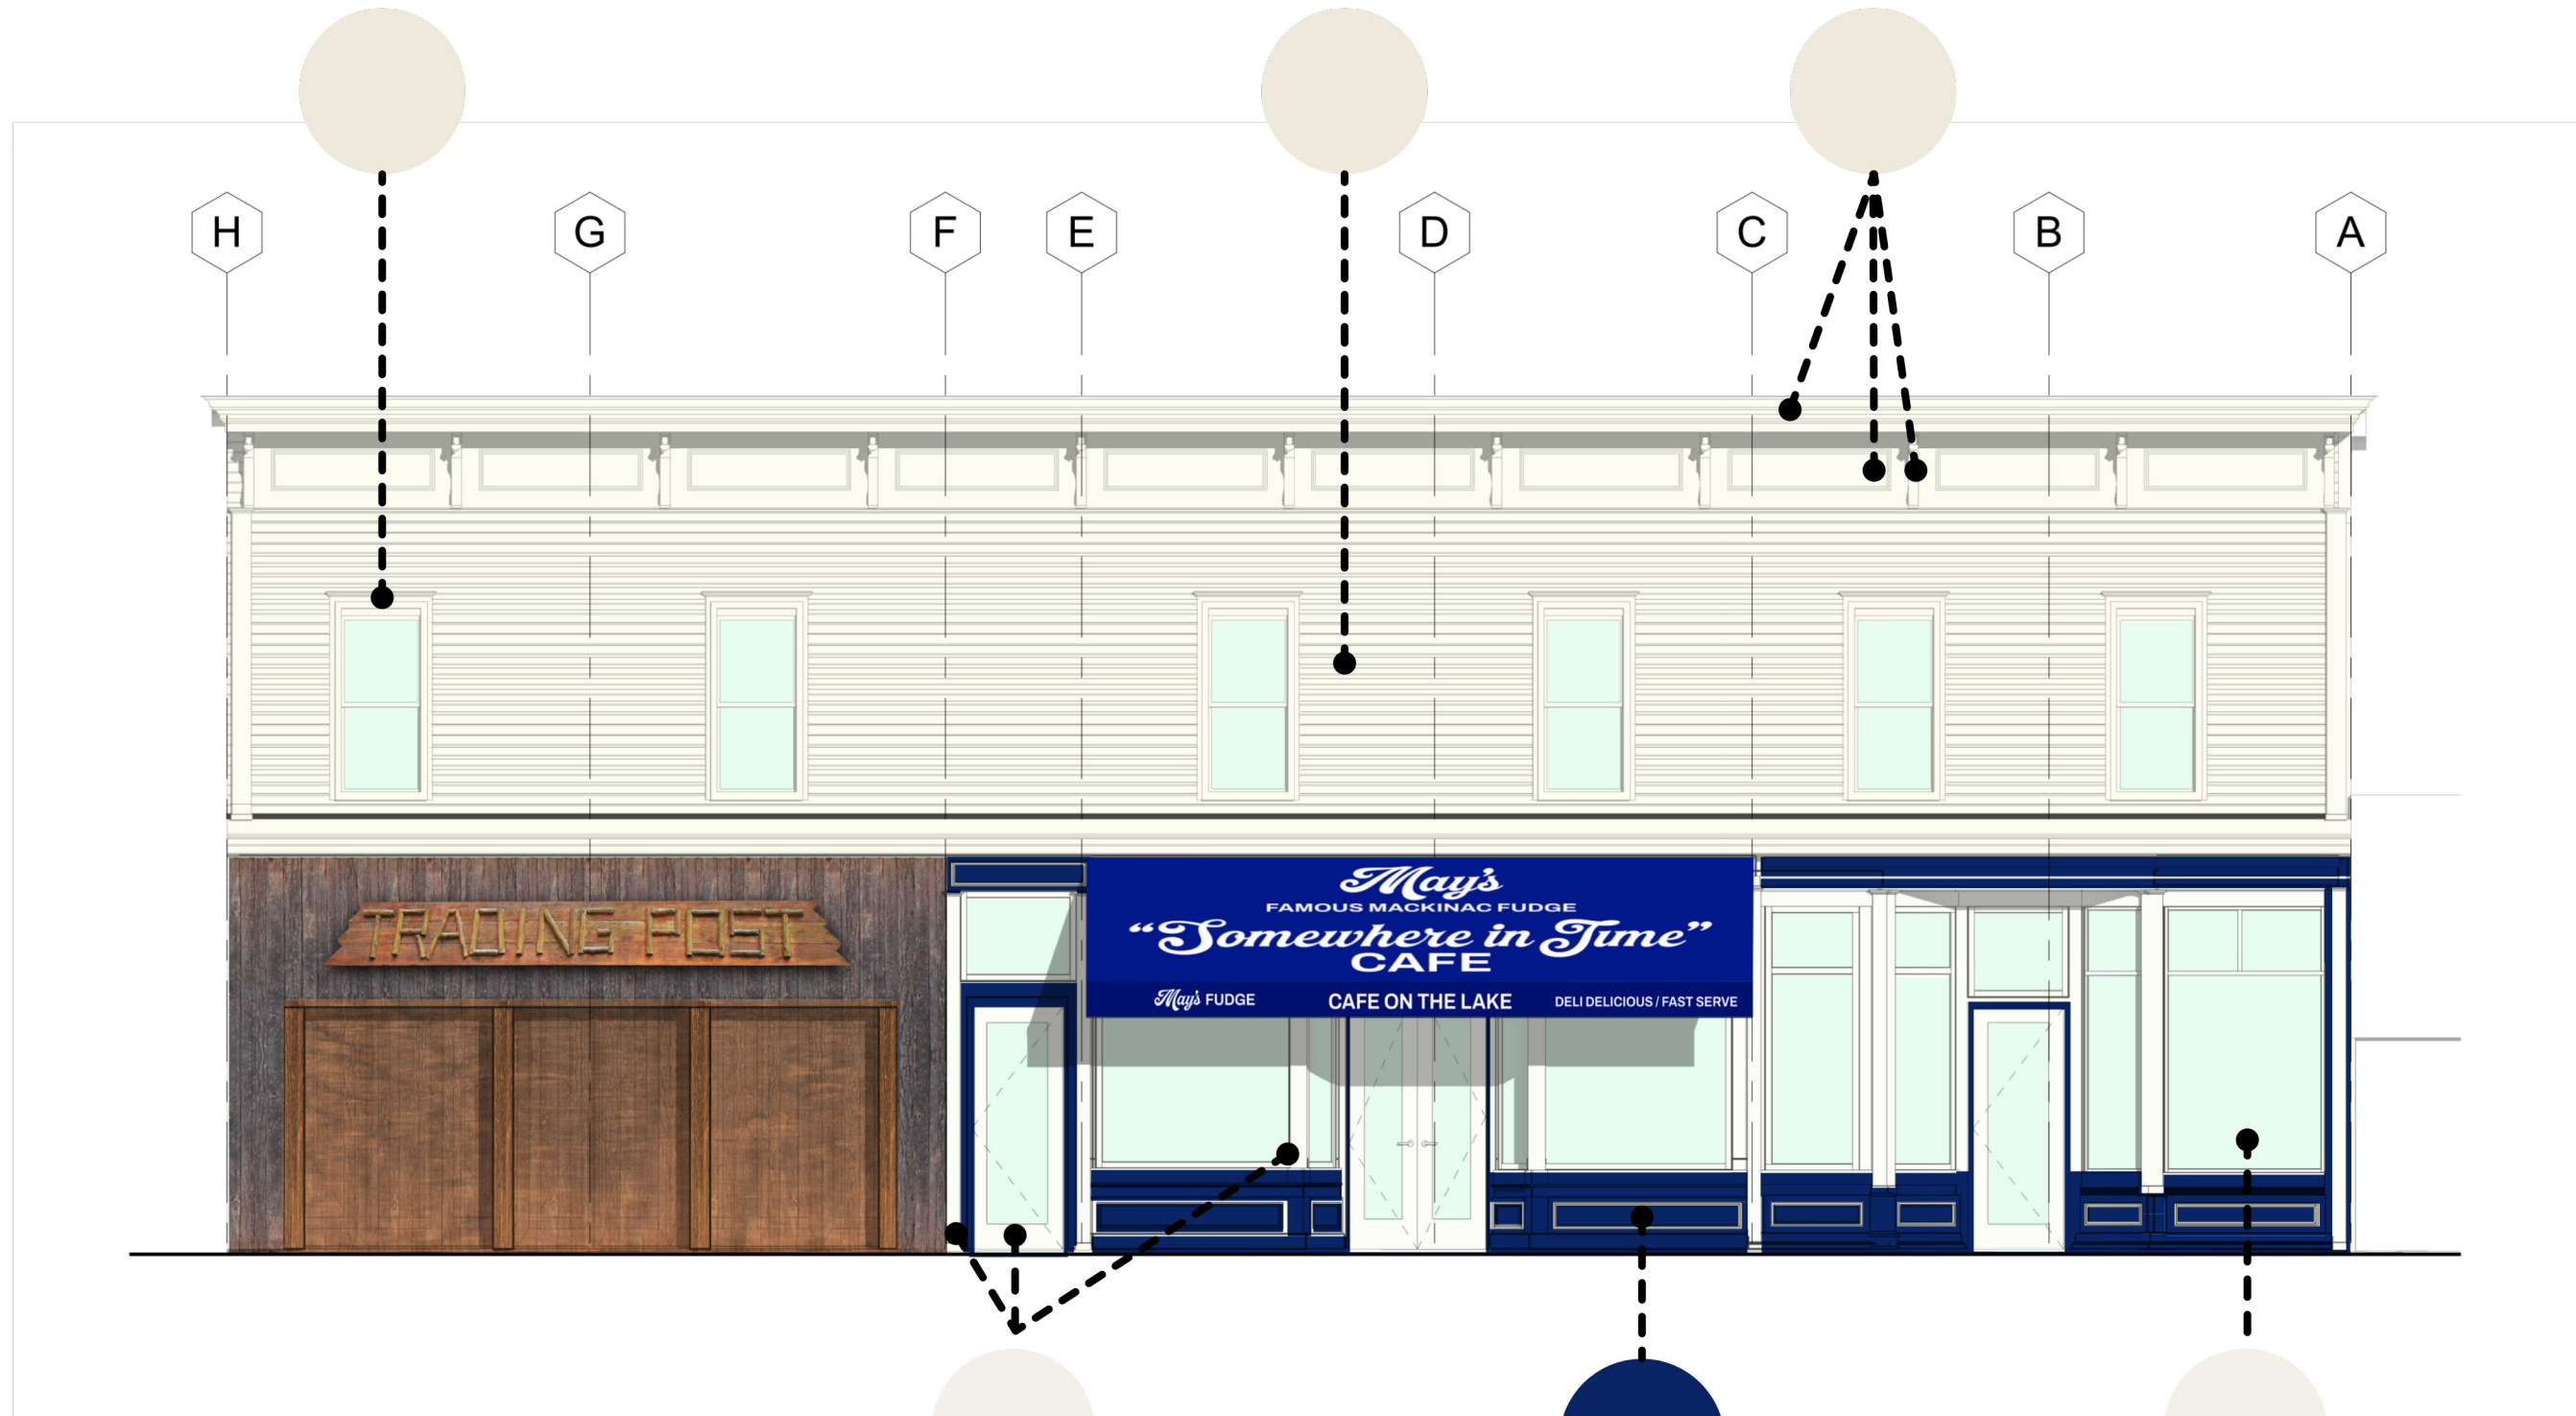 H G F E D C B A
TRADING POST
May's
FAMOUS MACKINAC FUDGE
“Somewhere in Time”
CAFE
May's FUDGE
CAFE ON THE LAKE
DELI DELICIOUS / FAST SERVE